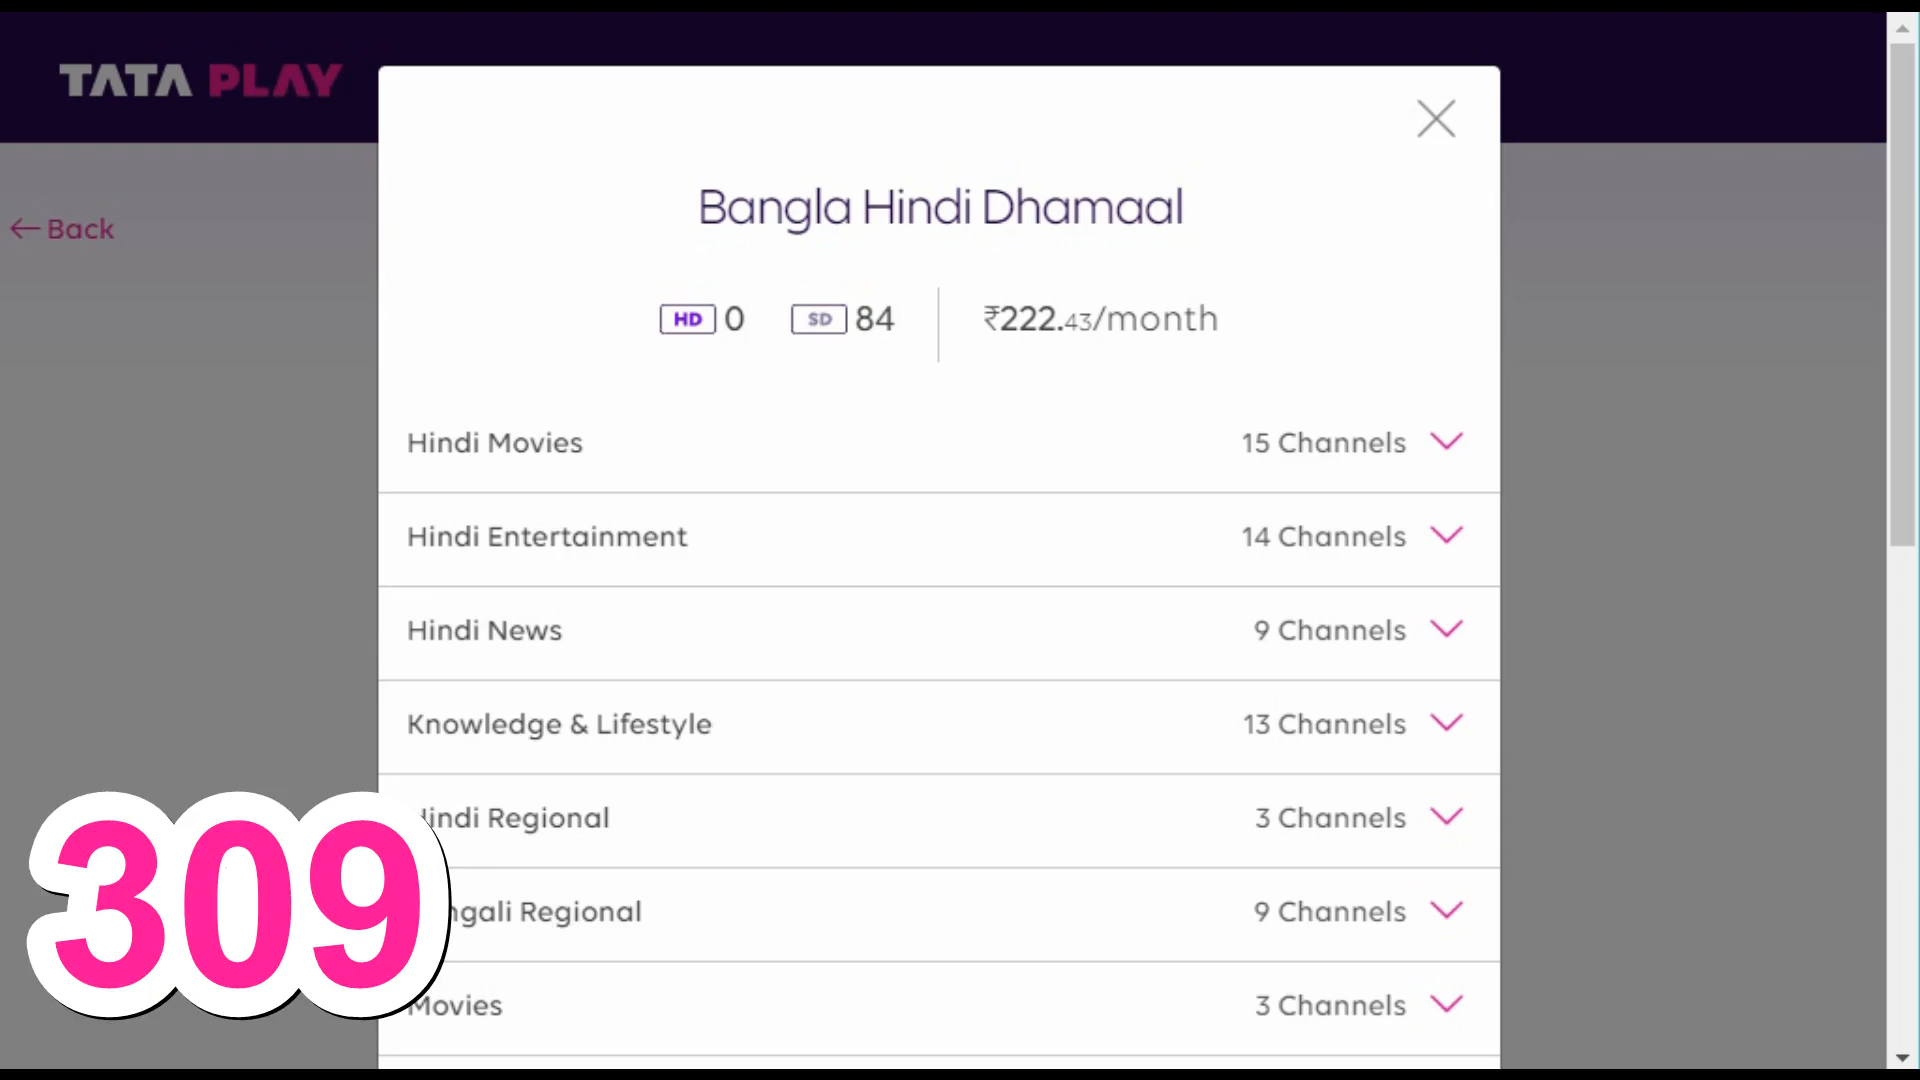 TATA PLAY
← Back
Bangla Hindi Dhamaal
HD 0 SD 84 ₹222.43/month
Hindi Movies 15 Channels
Hindi Entertainment 14 Channels
Hindi News 9 Channels
Knowledge & Lifestyle 13 Channels
indi Regional 3 Channels
ngali Regional 9 Channels
Movies 3 Channels
309